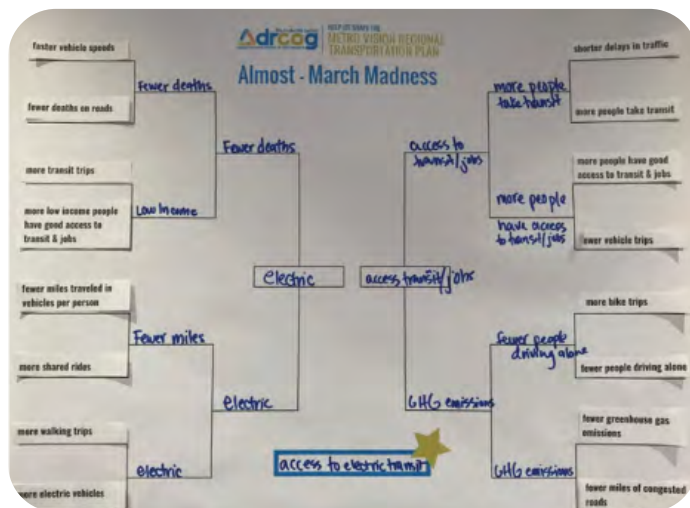 drcog
METRO VISION REGIONAL
TRANSPORTATION PLAN
Almost - March Madness
faster vehicle speeds
fewer deaths on roads
more transit trips
more low income people
have good access to
transit & jobs
fewer miles traveled in
vehicles per person
more shared rides
more walking trips
more electric vehicles
Fewer deaths
Low Income
Fewer miles
electric
Fewer deaths
electric
electric
access transit/jobs
access to
transit/jobs
GHG emissions
more people
take transit
more people
have access
to transit/jobs
fewer people
driving alone
GHG emissions
shorter delays in traffic
more people take transit
more people have good
access to transit & jobs
fewer vehicle trips
more bike trips
fewer people driving alone
fewer greenhouse gas
emissions
fewer miles of congested
roads
access to electric transit